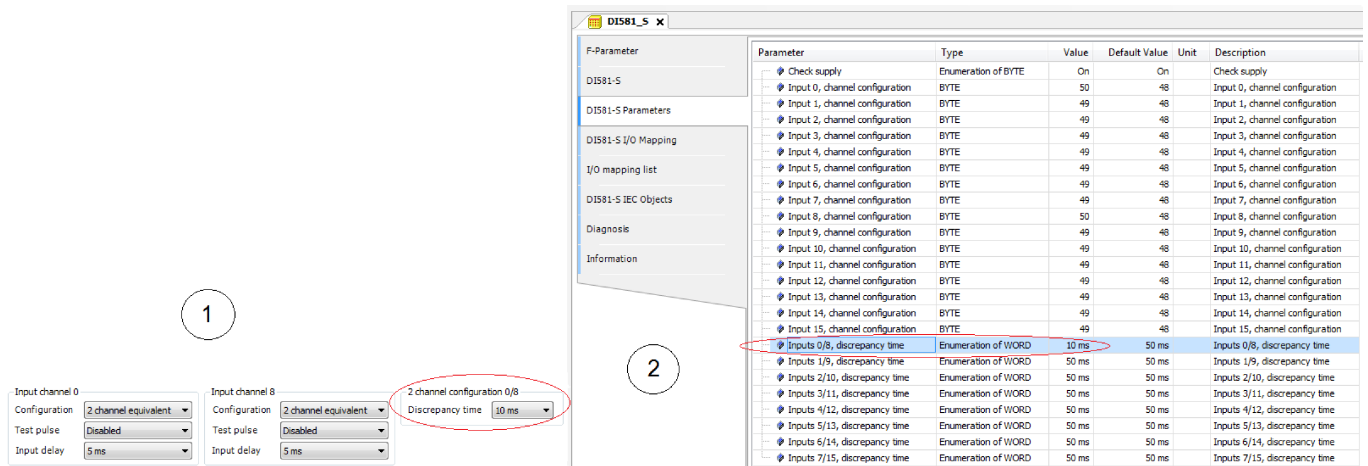 DI581_S X
F-Parameter
DI581-S
DI581-S Parameters
DI581-S I/O Mapping
I/O mapping list
DI581-S IEC Objects
Diagnosis
Information
Parameter Type Value Default Value Unit Description
Check supply Enumeration of BYTE On On Check supply
Input 0, channel configuration BYTE 50 48 Input 0, channel configuration
Input 1, channel configuration BYTE 49 48 Input 1, channel configuration
Input 2, channel configuration BYTE 49 48 Input 2, channel configuration
Input 3, channel configuration BYTE 49 48 Input 3, channel configuration
Input 4, channel configuration BYTE 49 48 Input 4, channel configuration
Input 5, channel configuration BYTE 49 48 Input 5, channel configuration
Input 6, channel configuration BYTE 49 48 Input 6, channel configuration
Input 7, channel configuration BYTE 49 48 Input 7, channel configuration
Input 8, channel configuration BYTE 50 48 Input 8, channel configuration
Input 9, channel configuration BYTE 49 48 Input 9, channel configuration
Input 10, channel configuration BYTE 49 48 Input 10, channel configuration
Input 11, channel configuration BYTE 49 48 Input 11, channel configuration
Input 12, channel configuration BYTE 49 48 Input 12, channel configuration
Input 13, channel configuration BYTE 49 48 Input 13, channel configuration
Input 14, channel configuration BYTE 49 48 Input 14, channel configuration
Input 15, channel configuration BYTE 49 48 Input 15, channel configuration
Inputs 0/8, discrepancy time Enumeration of WORD 10 ms 50 ms Inputs 0/8, discrepancy time
Inputs 1/9, discrepancy time Enumeration of WORD 50 ms 50 ms Inputs 1/9, discrepancy time
Inputs 2/10, discrepancy time Enumeration of WORD 50 ms 50 ms Inputs 2/10, discrepancy time
Inputs 3/11, discrepancy time Enumeration of WORD 50 ms 50 ms Inputs 3/11, discrepancy time
Inputs 4/12, discrepancy time Enumeration of WORD 50 ms 50 ms Inputs 4/12, discrepancy time
Inputs 5/13, discrepancy time Enumeration of WORD 50 ms 50 ms Inputs 5/13, discrepancy time
Inputs 6/14, discrepancy time Enumeration of WORD 50 ms 50 ms Inputs 6/14, discrepancy time
Inputs 7/15, discrepancy time Enumeration of WORD 50 ms 50 ms Inputs 7/15, discrepancy time
1
2
Input channel 0
Configuration 2 channel equivalent
Test pulse Disabled
Input delay 5 ms
Input channel 8
Configuration 2 channel equivalent
Test pulse Disabled
Input delay 5 ms
2 channel configuration 0/8
Discrepancy time 10 ms